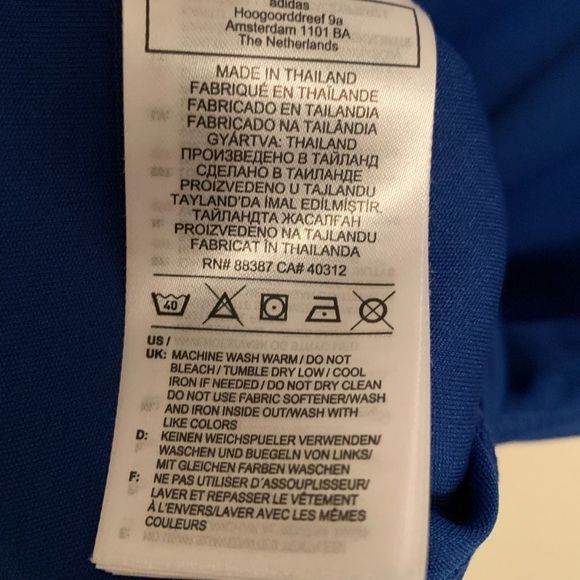 adidas
Hoogoorddreef 9a
Amsterdam 1101 BA
The Netherlands
MADE IN THAILAND
FABRIQUÉ EN THAÏLANDE
FABRICADO EN TAILANDIA
FABRICADO NA TAILÂNDIA
GYÁRTVA: THAILAND
ПРОИЗВЕДЕНО В ТАЙЛАНД
СДЕЛАНО В ТАИЛАНДЕ
PROIZVEDENO U TAJLANDU
TAYLAND'DA IMAL EDİLMİŞTİR.
ТАЙЛАНДТА ЖАСАЛҒАН
PROIZVEDENO NA TAJLANDU
FABRICAT ÎN THAILANDA
RN# 88387 CA# 40312
40
US /
UK: MACHINE WASH WARM / DO NOT
BLEACH / TUMBLE DRY LOW / COOL
IRON IF NEEDED / DO NOT DRY CLEAN
DO NOT USE FABRIC SOFTENER/WASH
AND IRON INSIDE OUT/WASH WITH
LIKE COLORS
D: KEINEN WEICHSPUELER VERWENDEN/
WASCHEN UND BUEGELN VON LINKS/
MIT GLEICHEN FARBEN WASCHEN
F: NE PAS UTILISER D'ASSOUPLISSEUR/
LAVER ET REPASSER LE VÊTEMENT
À L'ENVERS/LAVER AVEC LES MÊMES
COULEURS